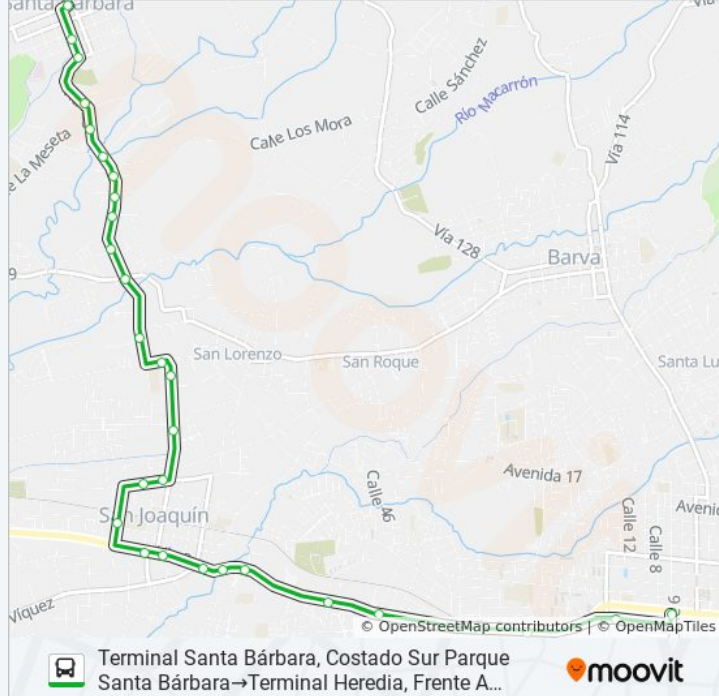 Santa Bárbara
Calle Sánchez
Río Macarrón
Calle Los Mora
Vía 114
La Meseta
Vía 128
Barva
9
San Lorenzo
San Roque
Santa Lu
Avenida 17
Calle 46
San Joaquín
Calle 12
Calle 8
Aveni
Víquez
© OpenStreetMap contributors | © OpenMapTiles
Terminal Santa Bárbara, Costado Sur Parque
Santa Bárbara→Terminal Heredia, Frente A…
moovit